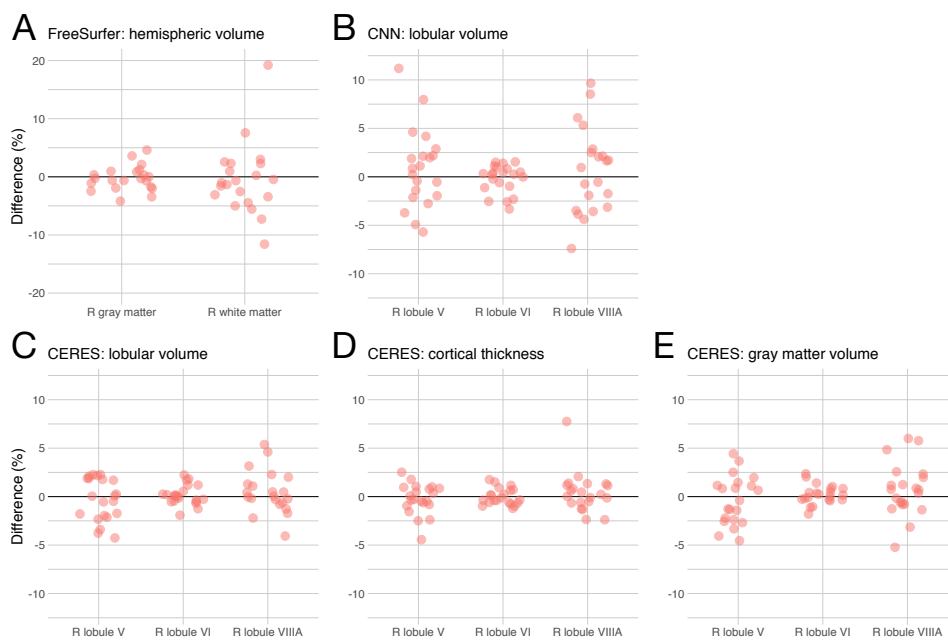 A FreeSurfer: hemispheric volume
Difference (%)
20
10
0
-10
-20
R gray matter R white matter
B CNN: lobular volume
10
5
0
-5
-10
R lobule V R lobule VI R lobule VIIIA
C CERES: lobular volume
Difference (%)
10
5
0
-5
-10
R lobule V R lobule VI R lobule VIIIA
D CERES: cortical thickness
10
5
0
-5
-10
R lobule V R lobule VI R lobule VIIIA
E CERES: gray matter volume
10
5
0
-5
-10
R lobule V R lobule VI R lobule VIIIA